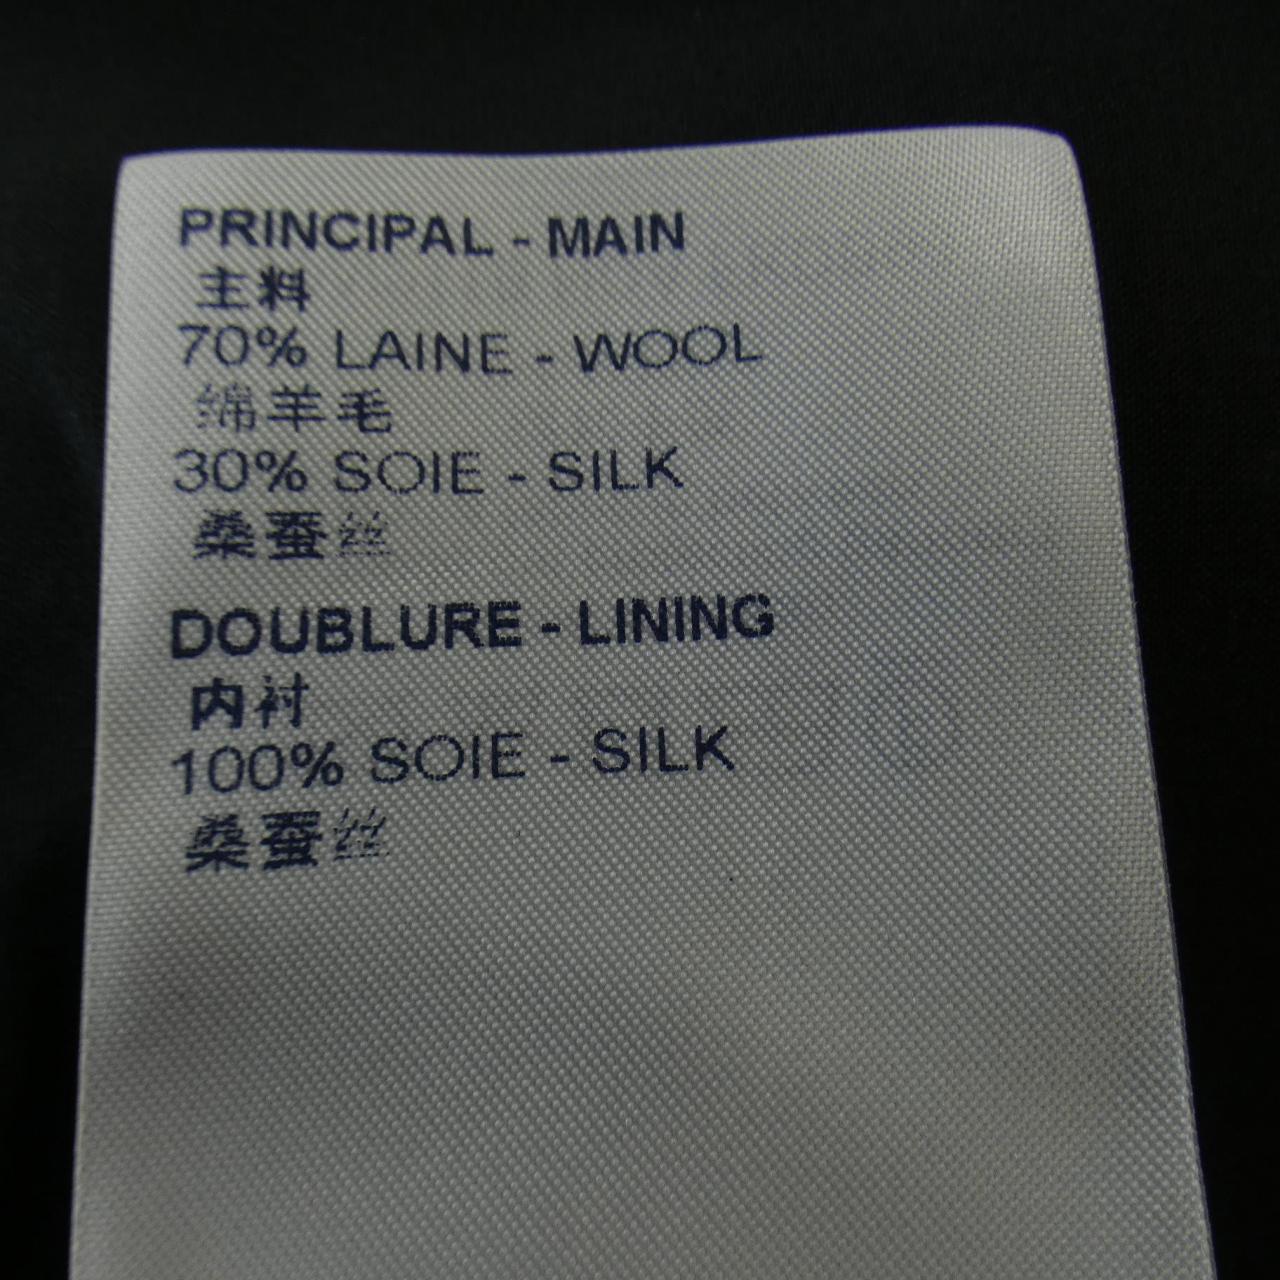 PRINCIPAL - MAIN
主料
70% LAINE - WOOL
绵羊毛
30% SOIE - SILK
桑蚕丝
DOUBLURE - LINING
内衬
100% SOIE - SILK
桑蚕丝